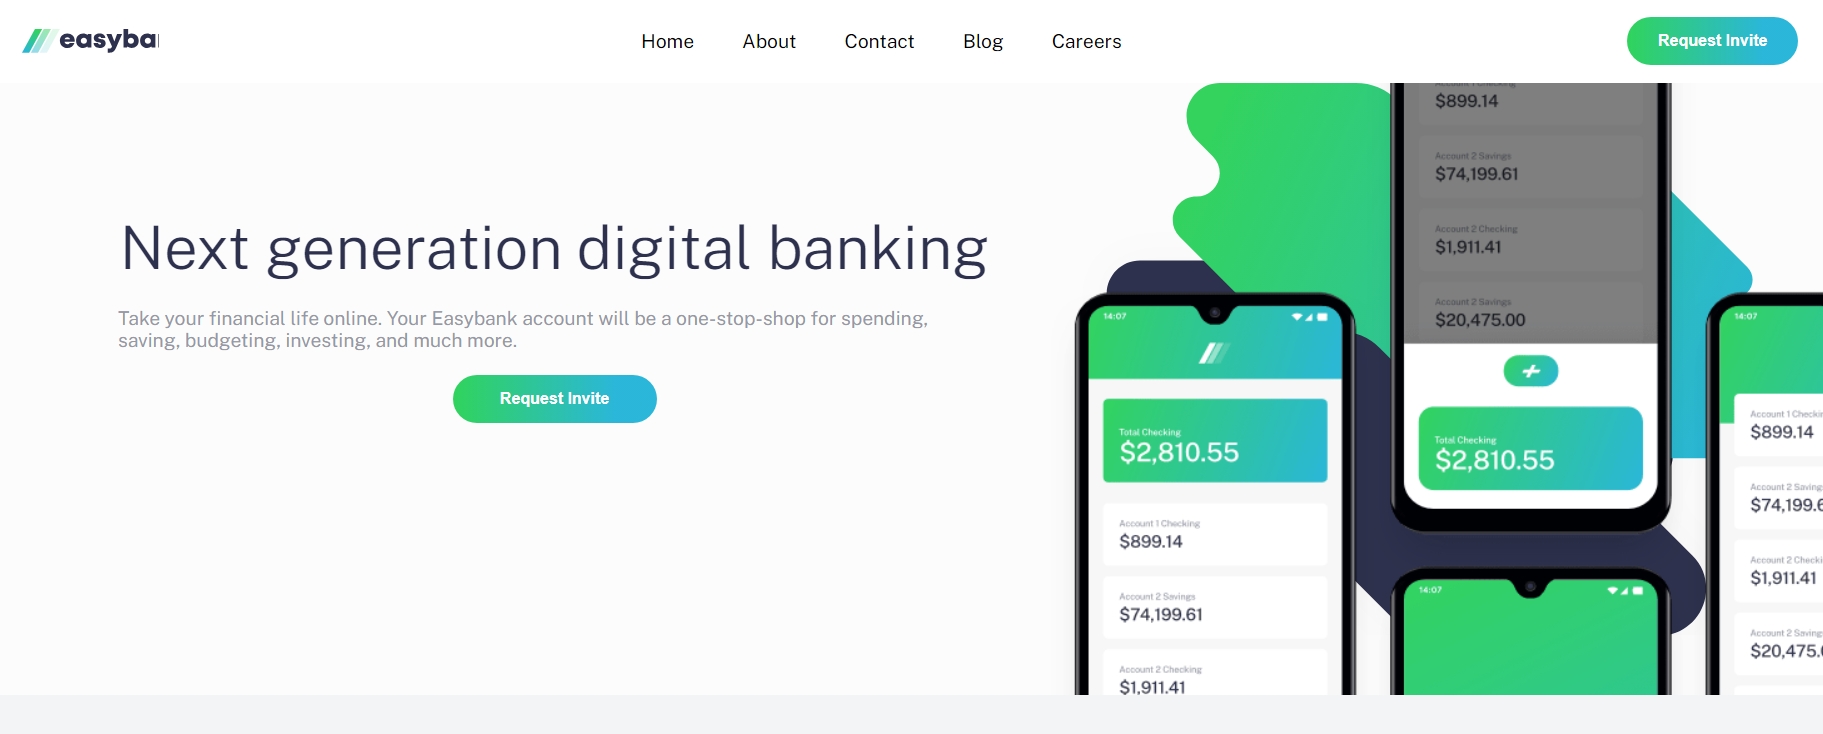 easyba
Home About Contact Blog Careers
Request Invite
Next generation digital banking
Take your financial life online. Your Easybank account will be a one-stop-shop for spending,
saving, budgeting, investing, and much more.
Request Invite
$899.14
Account 2 Savings
$74,199.61
Account 2 Checking
$1,911.41
Account 2 Savings
$20,475.00
Total Checking
$2,810.55
14:07
Total Checking
$2,810.55
Account 1 Checking
$899.14
Account 2 Savings
$74,199.61
Account 2 Checking
$1,911.41
14:07
14:07
Account 1 Checkin
$899.14
Account 2 Saving
$74,199.6
Account 2 Checki
$1,911.41
Account 2 Saving
$20,475.